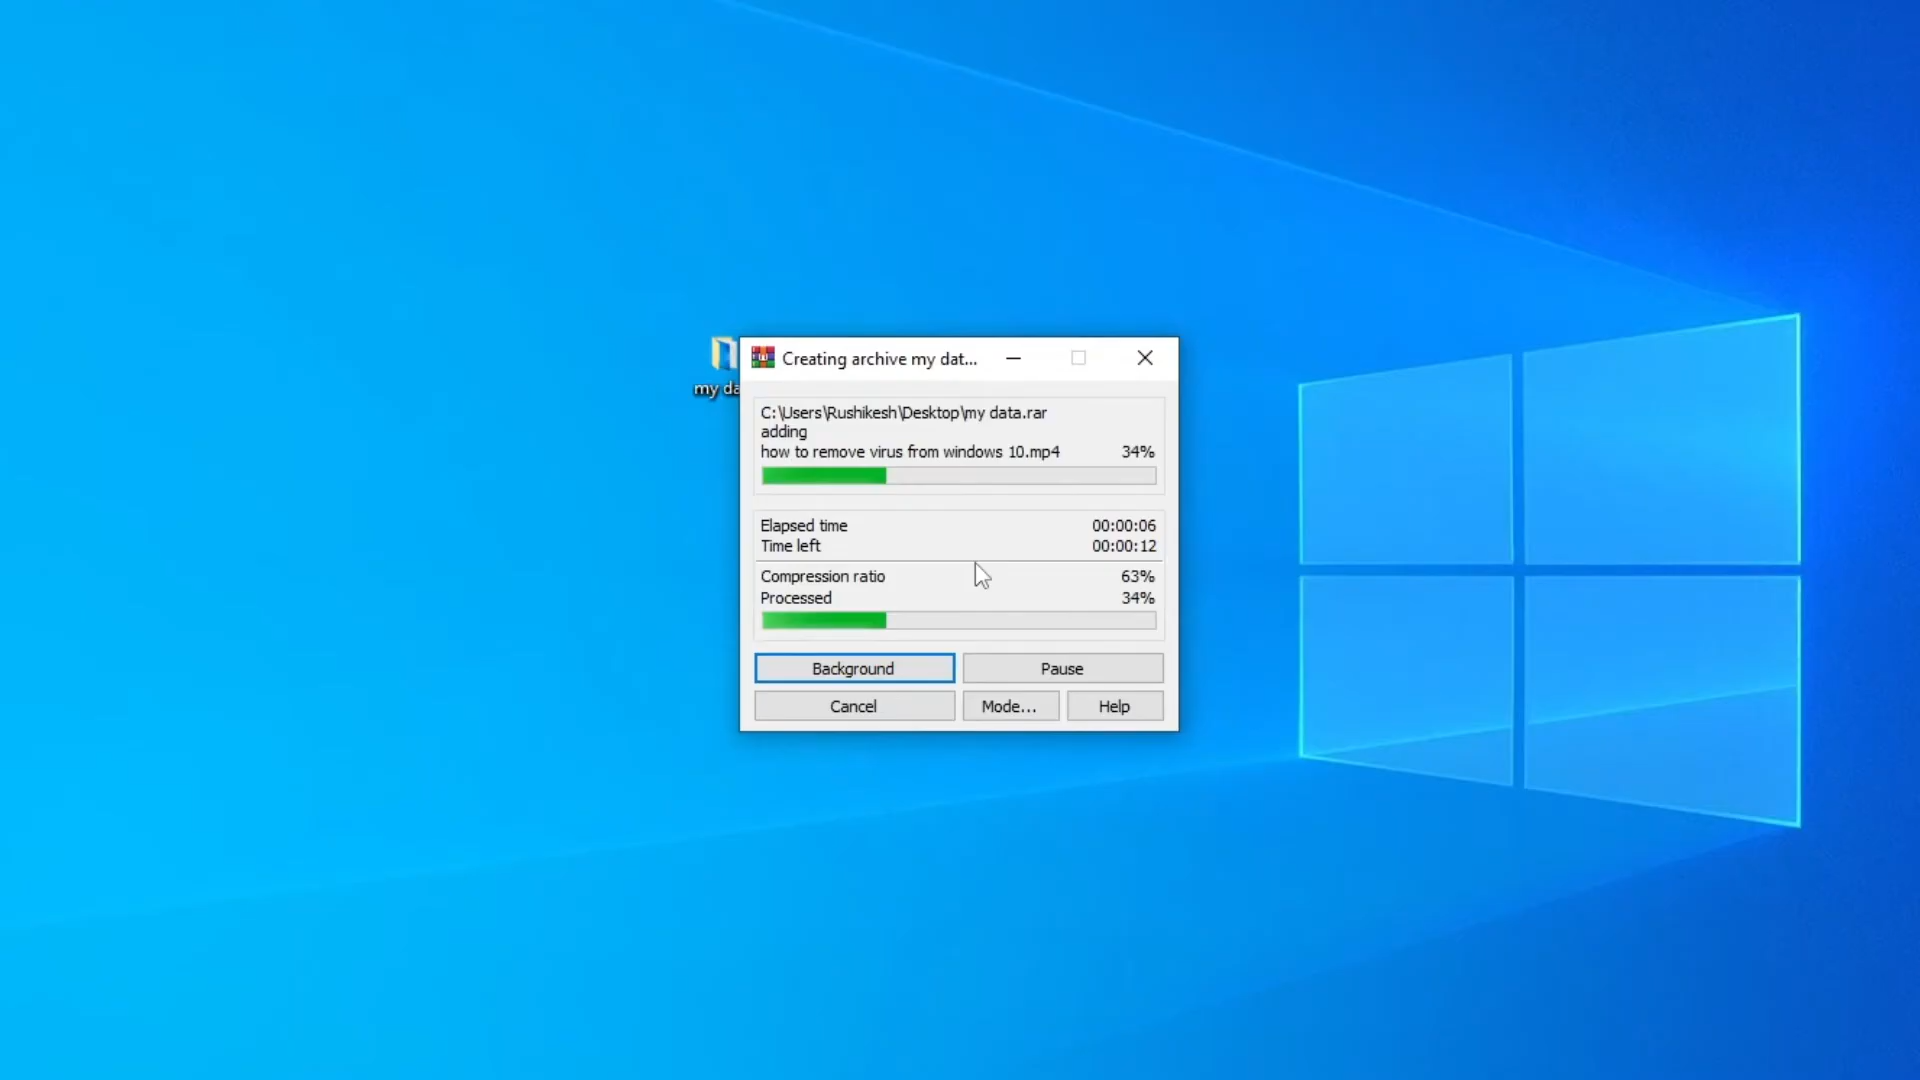 my da
Creating archive my dat...
C:\Users\Rushikesh\Desktop\my data.rar
adding
how to remove virus from windows 10.mp4 34%
Elapsed time 00:00:06
Time left 00:00:12
Compression ratio 63%
Processed 34%
Background Pause
Cancel Mode... Help